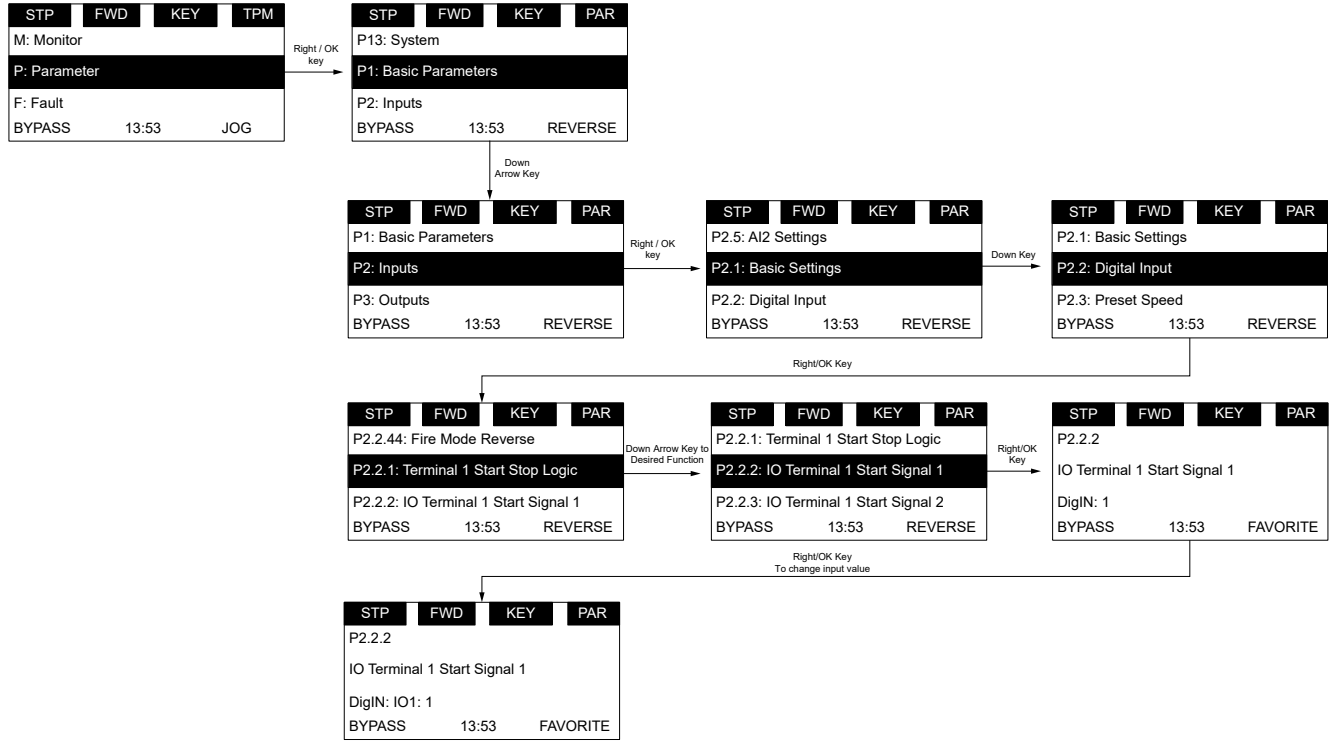 STP FWD KEY TPM
M: Monitor
P: Parameter
F: Fault
BYPASS 13:53 JOG
Right / OK
key
STP FWD KEY PAR
P13: System
P1: Basic Parameters
P2: Inputs
BYPASS 13:53 REVERSE
Down
Arrow Key
STP FWD KEY PAR
P1: Basic Parameters
P2: Inputs
P3: Outputs
BYPASS 13:53 REVERSE
Right / OK
key
STP FWD KEY PAR
P2.5: AI2 Settings
P2.1: Basic Settings
P2.2: Digital Input
BYPASS 13:53 REVERSE
Down Key
STP FWD KEY PAR
P2.1: Basic Settings
P2.2: Digital Input
P2.3: Preset Speed
BYPASS 13:53 REVERSE
Right/OK Key
STP FWD KEY PAR
P2.2.44: Fire Mode Reverse
P2.2.1: Terminal 1 Start Stop Logic
P2.2.2: IO Terminal 1 Start Signal 1
BYPASS 13:53 REVERSE
Down Arrow Key to
Desired Function
STP FWD KEY PAR
P2.2.1: Terminal 1 Start Stop Logic
P2.2.2: IO Terminal 1 Start Signal 1
P2.2.3: IO Terminal 1 Start Signal 2
BYPASS 13:53 REVERSE
Right/OK
Key
STP FWD KEY PAR
P2.2.2
IO Terminal 1 Start Signal 1
DigIN: 1
BYPASS 13:53 FAVORITE
Right/OK Key
To change input value
STP FWD KEY PAR
P2.2.2
IO Terminal 1 Start Signal 1
DigIN: IO1: 1
BYPASS 13:53 FAVORITE